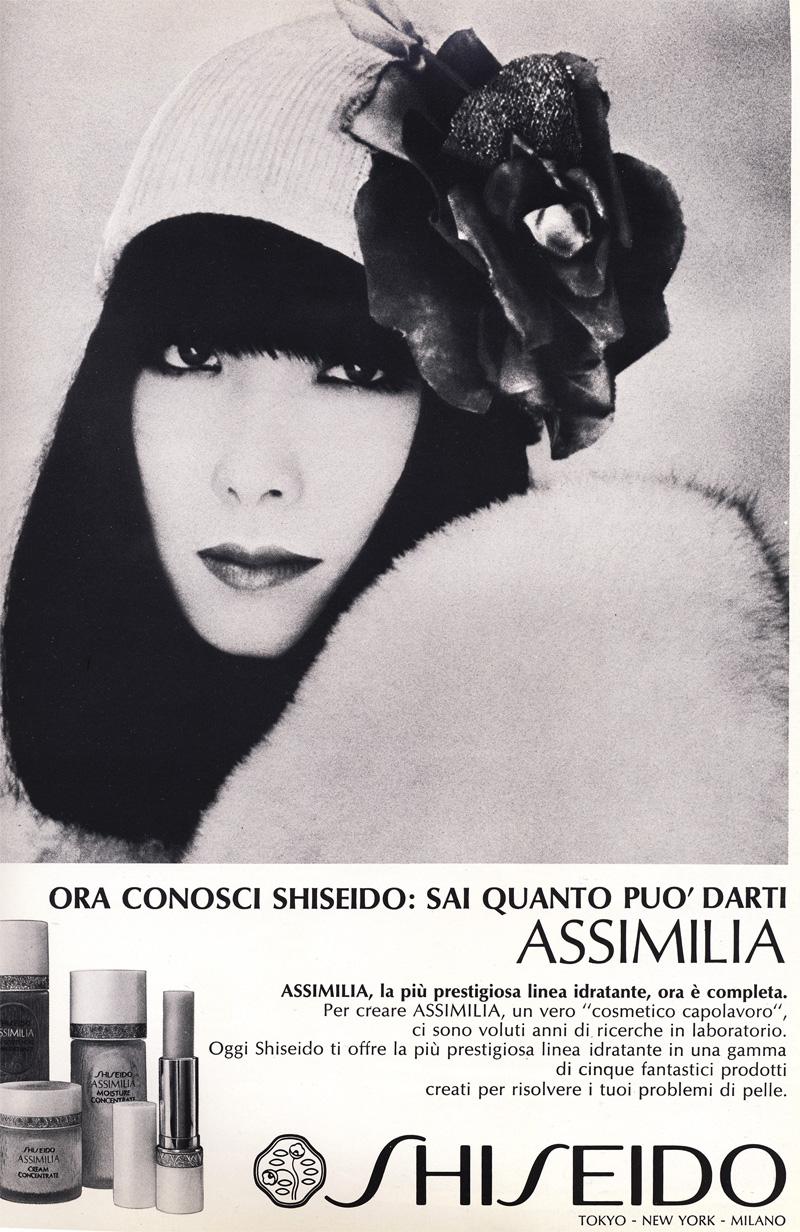 ORA CONOSCI SHISEIDO: SAI QUANTO PUO' DARTI
ASSIMILIA
ASSIMILIA, la più prestigiosa linea idratante, ora è completa.
Per creare ASSIMILIA, un vero “cosmetico capolavoro“,
ci sono voluti anni di ricerche in laboratorio.
Oggi Shiseido ti offre la più prestigiosa linea idratante in una gamma
di cinque fantastici prodotti
creati per risolvere i tuoi problemi di pelle.
SHISEIDO
ASSIMILIA
MOISTURE
CONCENTRATE
SHISEIDO
ASSIMILIA
CREAM
CONCENTRATE
SHISEIDO
TOKYO - NEW YORK - MILANO